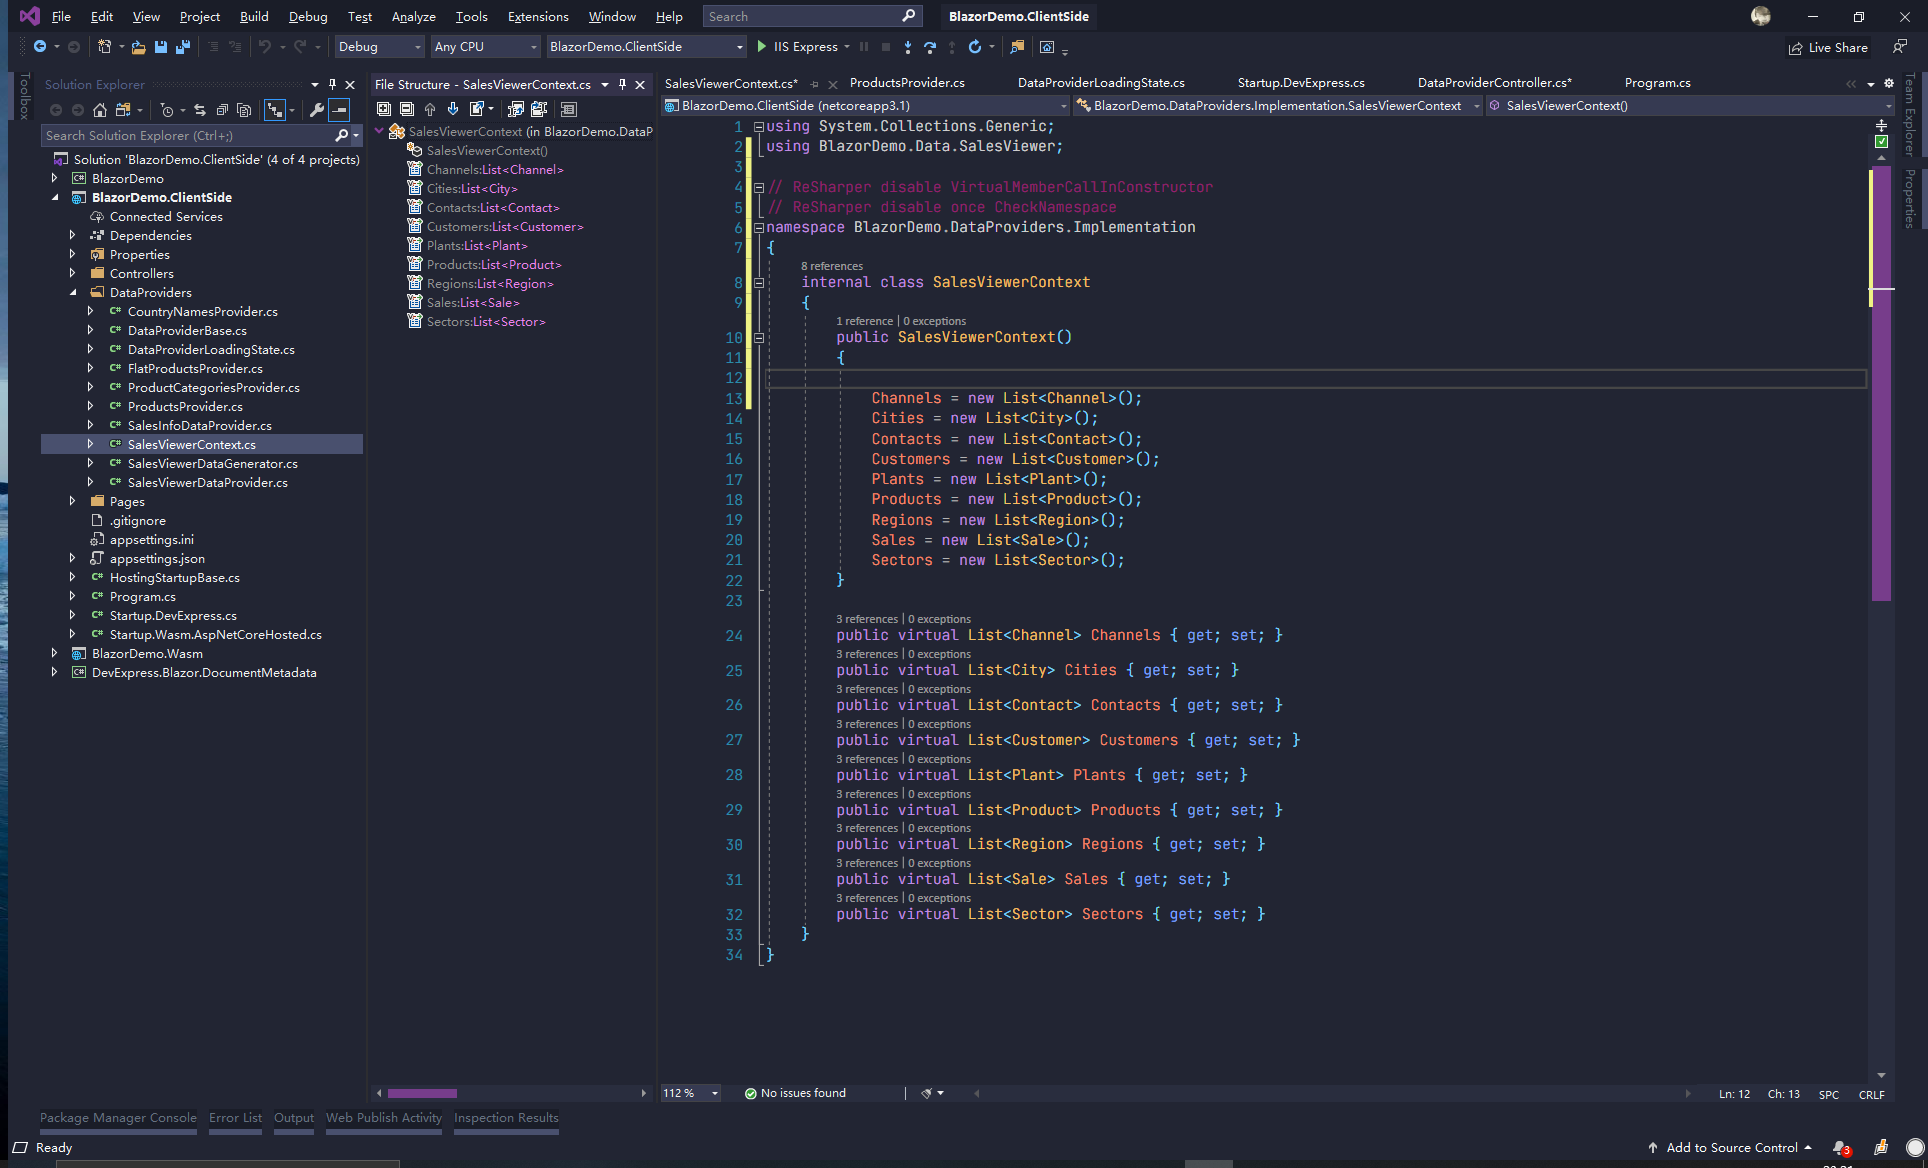 File Edit View Project Build Debug Test Analyze Tools Extensions Window Help Search BlazorDemo.ClientSide
Debug Any CPU BlazorDemo.ClientSide IIS Express Live Share
Toolbox
Solution Explorer
Search Solution Explorer (Ctrl+;)
Solution 'BlazorDemo.ClientSide' (4 of 4 projects)
BlazorDemo
BlazorDemo.ClientSide
Connected Services
Dependencies
Properties
Controllers
DataProviders
CountryNamesProvider.cs
DataProviderBase.cs
DataProviderLoadingState.cs
FlatProductsProvider.cs
ProductCategoriesProvider.cs
ProductsProvider.cs
SalesInfoDataProvider.cs
SalesViewerContext.cs
SalesViewerDataGenerator.cs
SalesViewerDataProvider.cs
Pages
.gitignore
appsettings.ini
appsettings.json
HostingStartupBase.cs
Program.cs
Startup.DevExpress.cs
Startup.Wasm.AspNetCoreHosted.cs
BlazorDemo.Wasm
DevExpress.Blazor.DocumentMetadata
File Structure - SalesViewerContext.cs
SalesViewerContext (in BlazorDemo.DataP
SalesViewerContext()
Channels:List<Channel>
Cities:List<City>
Contacts:List<Contact>
Customers:List<Customer>
Plants:List<Plant>
Products:List<Product>
Regions:List<Region>
Sales:List<Sale>
Sectors:List<Sector>
SalesViewerContext.cs* ProductsProvider.cs DataProviderLoadingState.cs Startup.DevExpress.cs DataProviderController.cs* Program.cs
BlazorDemo.ClientSide (netcoreapp3.1) BlazorDemo.DataProviders.Implementation.SalesViewerContext SalesViewerContext()
1 using System.Collections.Generic;
2 using BlazorDemo.Data.SalesViewer;
3
4 // ReSharper disable VirtualMemberCallInConstructor
5 // ReSharper disable once CheckNamespace
6 namespace BlazorDemo.DataProviders.Implementation
7 {
8 references
8 internal class SalesViewerContext
9 {
1 reference | 0 exceptions
10 public SalesViewerContext()
11 {
12
13 Channels = new List<Channel>();
14 Cities = new List<City>();
15 Contacts = new List<Contact>();
16 Customers = new List<Customer>();
17 Plants = new List<Plant>();
18 Products = new List<Product>();
19 Regions = new List<Region>();
20 Sales = new List<Sale>();
21 Sectors = new List<Sector>();
22 }
23
3 references | 0 exceptions
24 public virtual List<Channel> Channels { get; set; }
3 references | 0 exceptions
25 public virtual List<City> Cities { get; set; }
3 references | 0 exceptions
26 public virtual List<Contact> Contacts { get; set; }
3 references | 0 exceptions
27 public virtual List<Customer> Customers { get; set; }
3 references | 0 exceptions
28 public virtual List<Plant> Plants { get; set; }
3 references | 0 exceptions
29 public virtual List<Product> Products { get; set; }
3 references | 0 exceptions
30 public virtual List<Region> Regions { get; set; }
3 references | 0 exceptions
31 public virtual List<Sale> Sales { get; set; }
3 references | 0 exceptions
32 public virtual List<Sector> Sectors { get; set; }
33 }
34 }
Team Explorer
Properties
112 % No issues found Ln: 12 Ch: 13 SPC CRLF
Package Manager Console Error List Output Web Publish Activity Inspection Results
Ready Add to Source Control 3